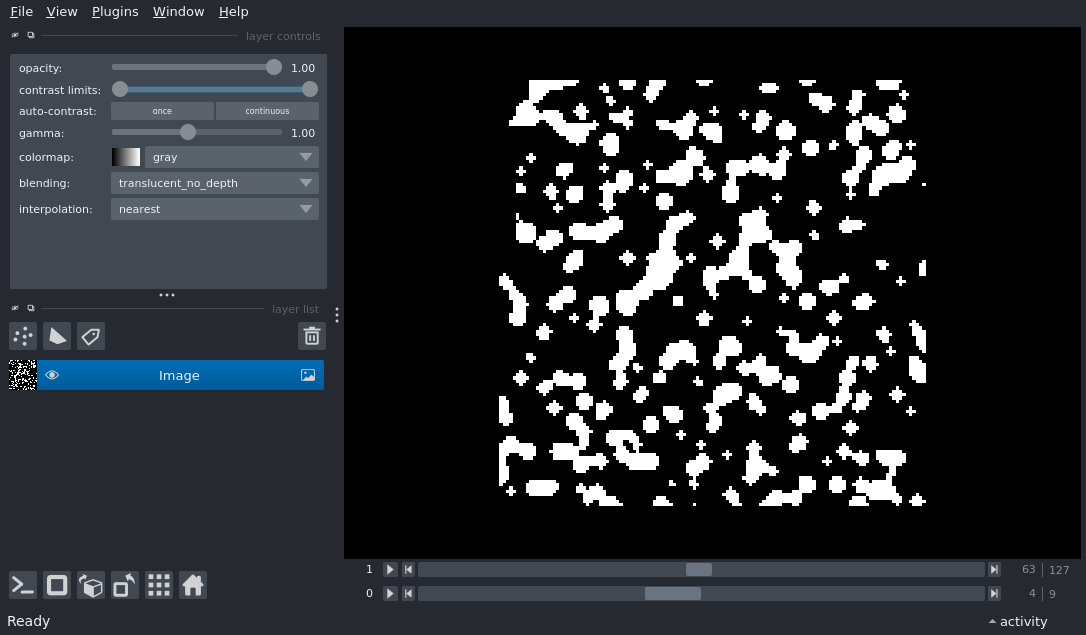 File View Plugins Window Help
layer controls
opacity: 1.00
contrast limits:
auto-contrast: once continuous
gamma: 1.00
colormap: gray
blending: translucent_no_depth
interpolation: nearest
layer list
Image
1 63 127
0 4 9
Ready activity